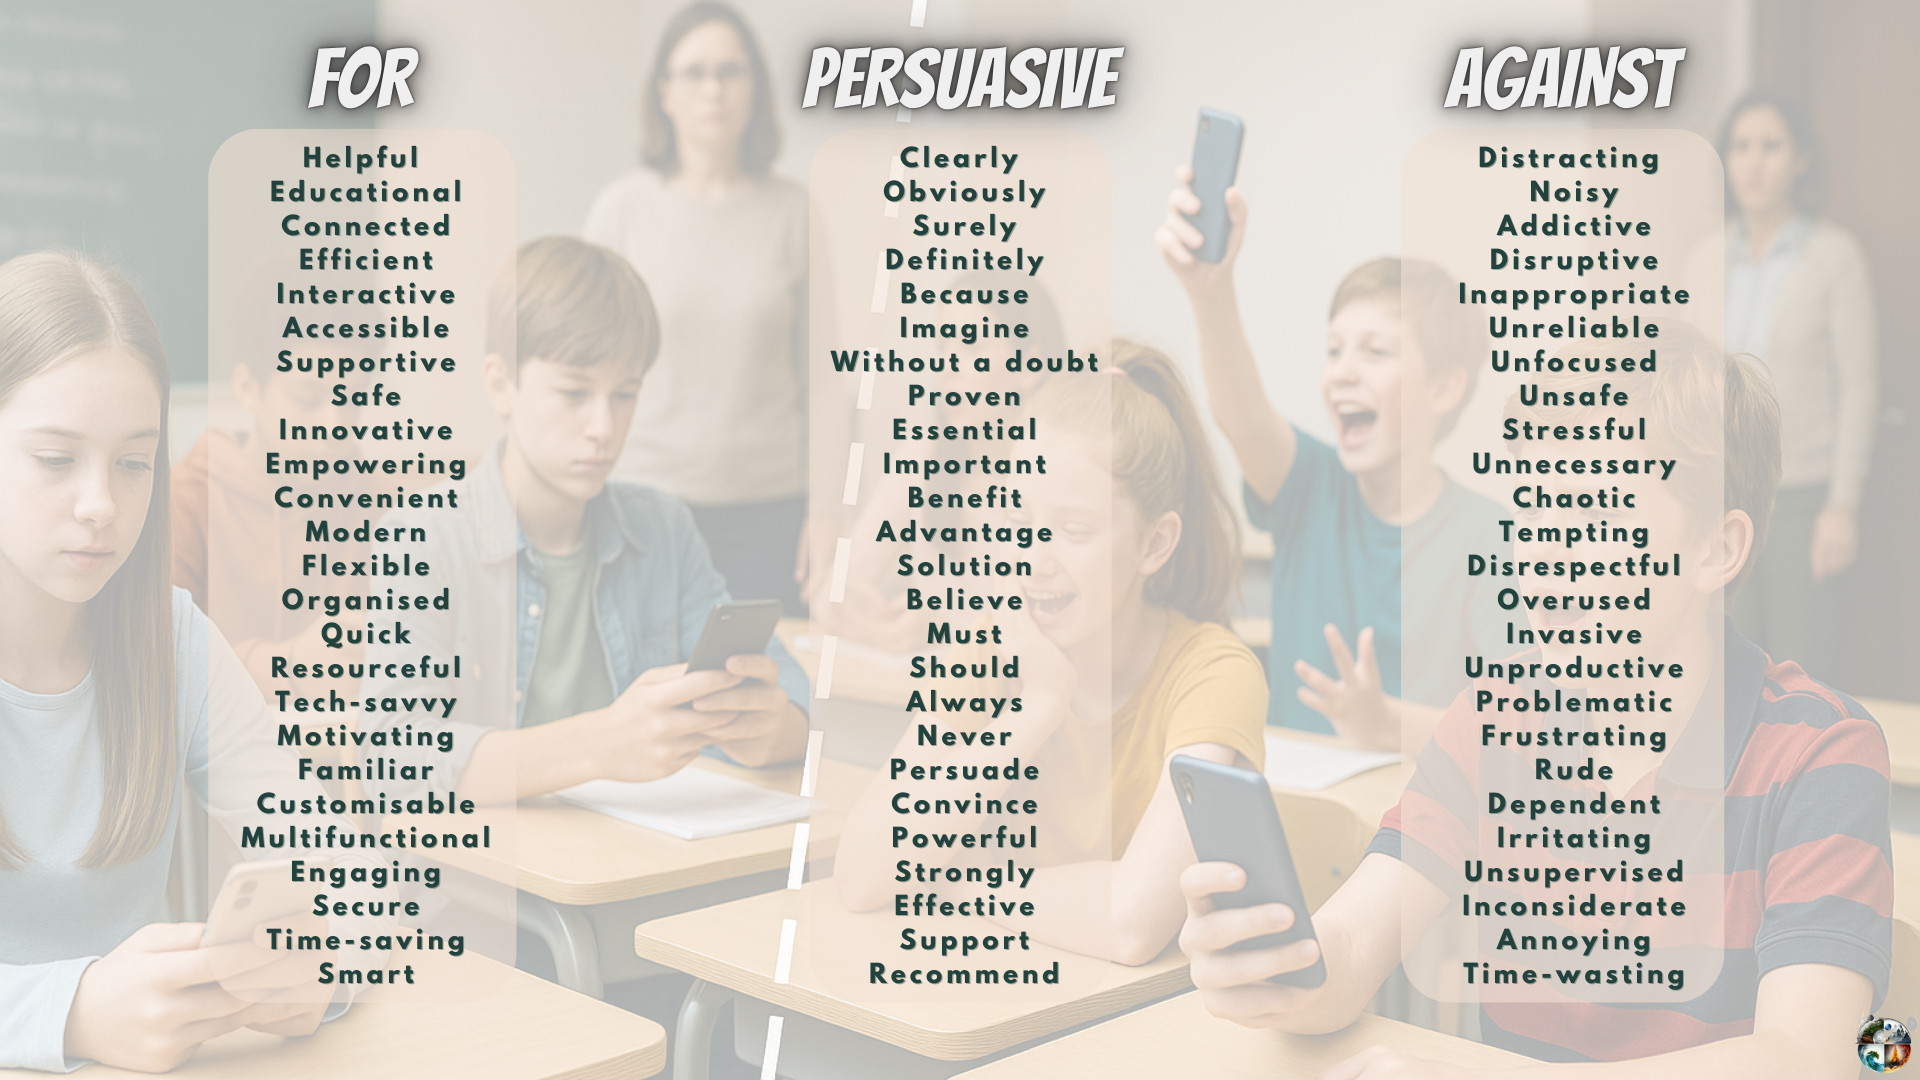 FOR
Helpful
Educational
Connected
Efficient
Interactive
Accessible
Supportive
Safe
Innovative
Empowering
Convenient
Modern
Flexible
Organised
Quick
Resourceful
Tech-savvy
Motivating
Familiar
Customisable
Multifunctional
Engaging
Secure
Time-saving
Smart
PERSUASIVE
Clearly
Obviously
Surely
Definitely
Because
Imagine
Without a doubt
Proven
Essential
Important
Benefit
Advantage
Solution
Believe
Must
Should
Always
Never
Persuade
Convince
Powerful
Strongly
Effective
Support
Recommend
AGAINST
Distracting
Noisy
Addictive
Disruptive
Inappropriate
Unreliable
Unfocused
Unsafe
Stressful
Unnecessary
Chaotic
Tempting
Disrespectful
Overused
Invasive
Unproductive
Problematic
Frustrating
Rude
Dependent
Irritating
Unsupervised
Inconsiderate
Annoying
Time-wasting